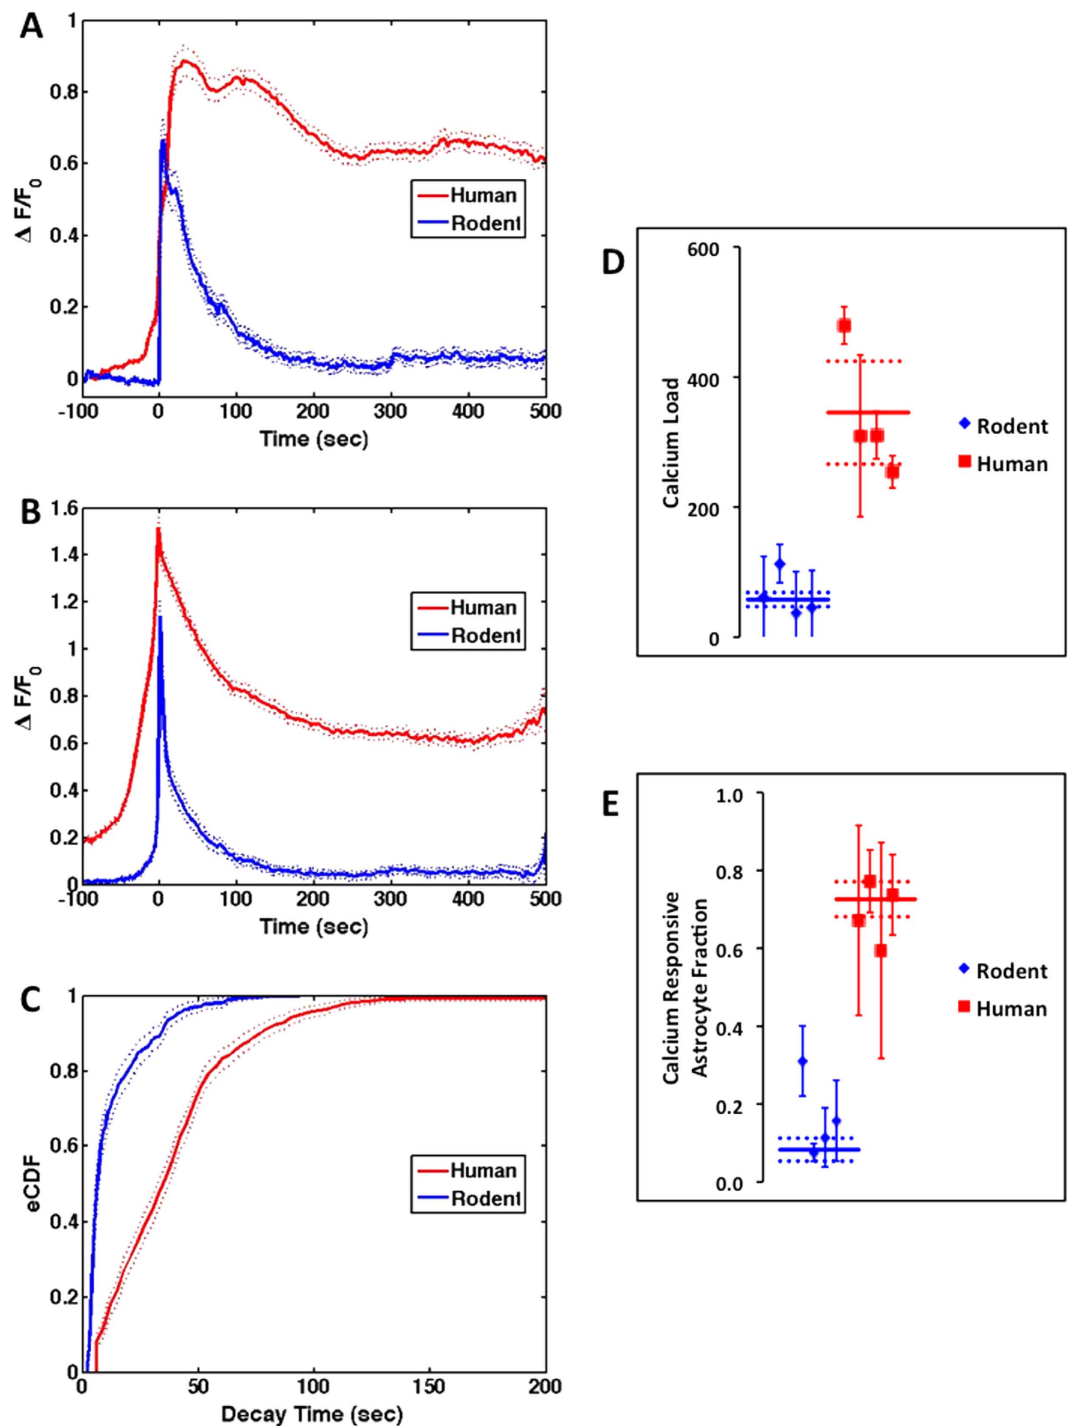 A
1
0.8
0.6
0.4
0.2
0
Δ F/F0
Human
Rodent
-100 0 100 200 300 400 500
Time (sec)
B
1.6
1.4
1.2
1
0.8
0.6
0.4
0.2
0
Δ F/F0
Human
Rodent
-100 0 100 200 300 400 500
Time (sec)
C
1
0.8
0.6
0.4
0.2
0
eCDF
Human
Rodent
0 50 100 150 200
Decay Time (sec)
D
600
400
200
0
Calcium Load
Rodent
Human
E
1.0
0.8
0.6
0.4
0.2
0.0
Calcium Responsive
Astrocyte Fraction
Rodent
Human